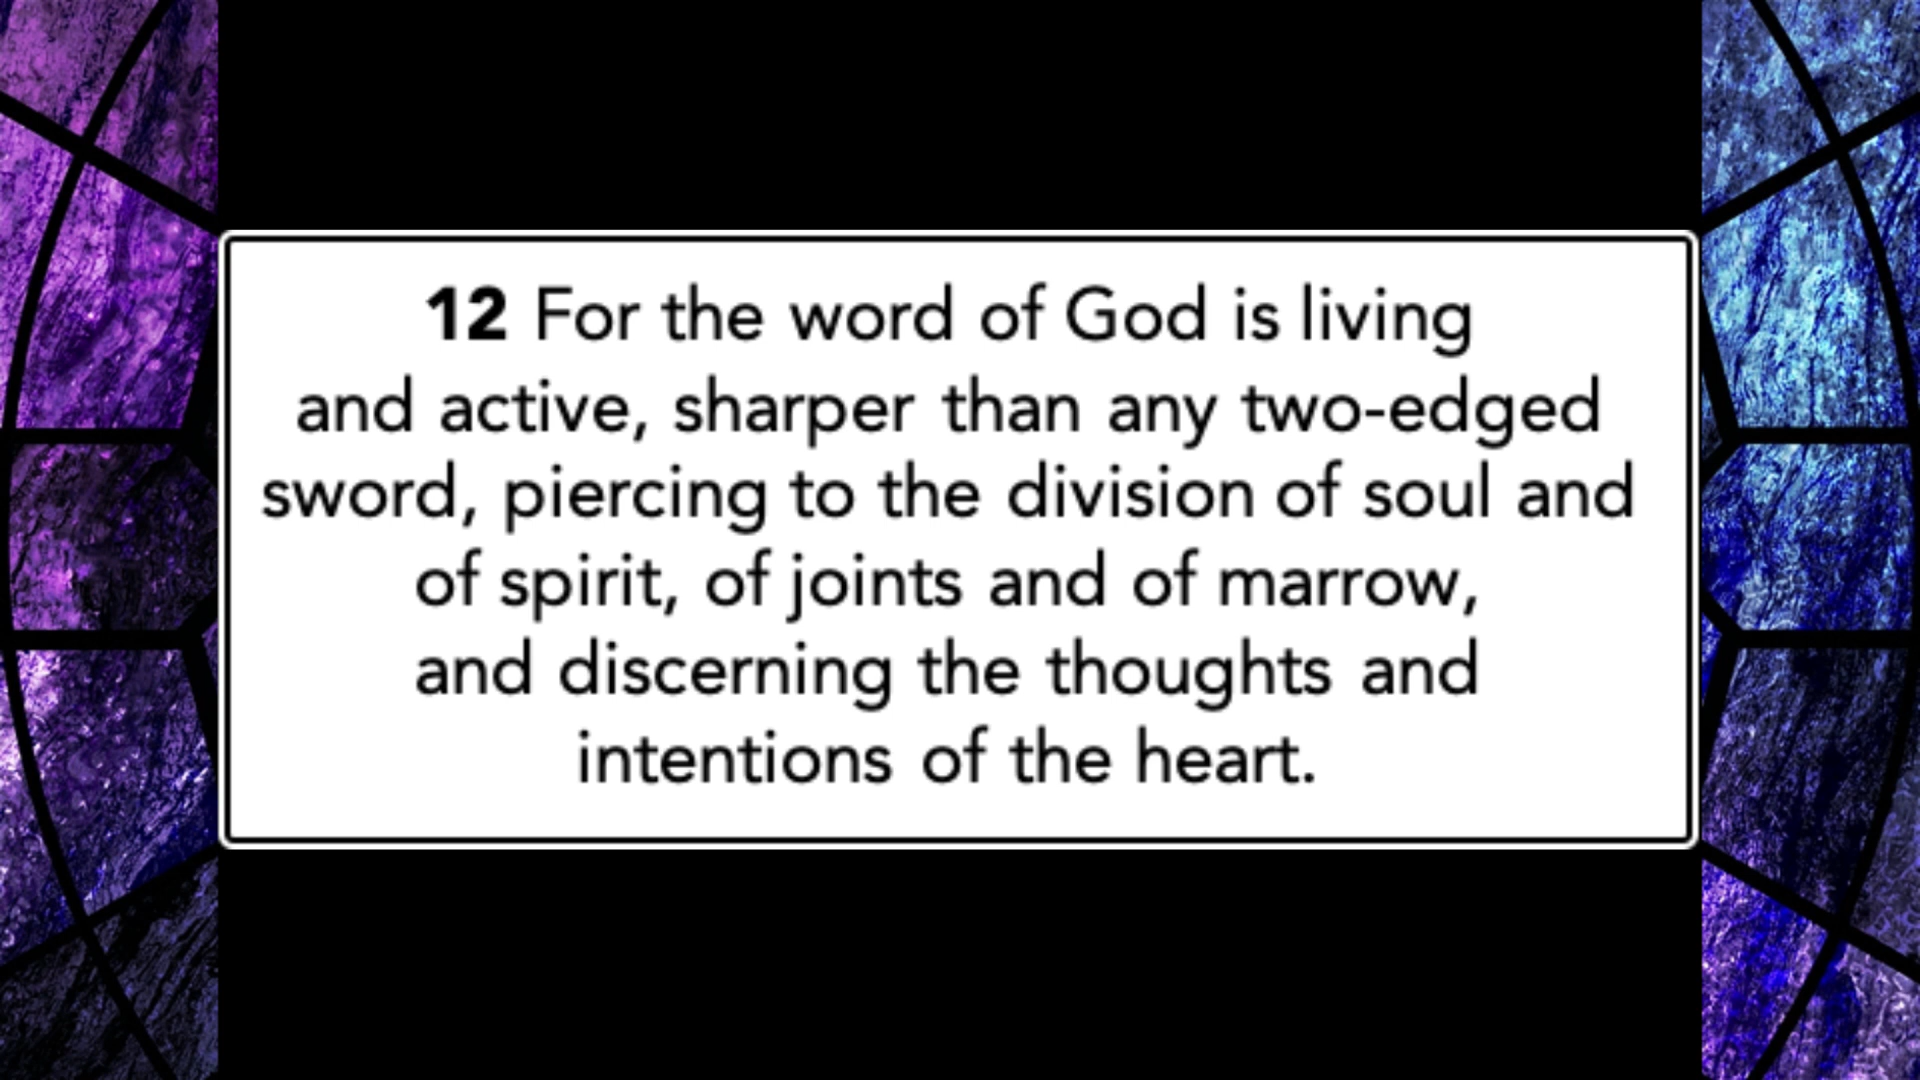 12 For the word of God is living
and active, sharper than any two-edged
sword, piercing to the division of soul and
of spirit, of joints and of marrow,
and discerning the thoughts and
intentions of the heart.